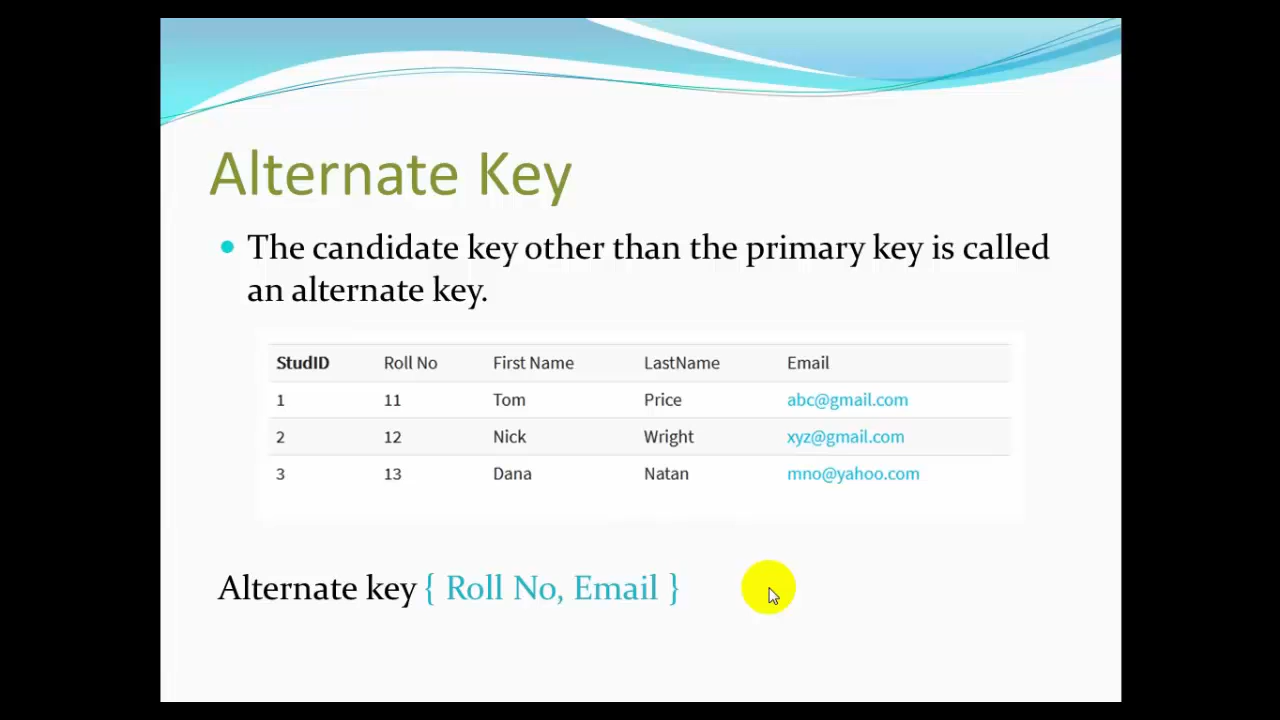 Alternate Key
• The candidate key other than the primary key is called
an alternate key.
StudID Roll No First Name LastName Email
1 11 Tom Price abc@gmail.com
2 12 Nick Wright xyz@gmail.com
3 13 Dana Natan mno@yahoo.com
Alternate key { Roll No, Email }